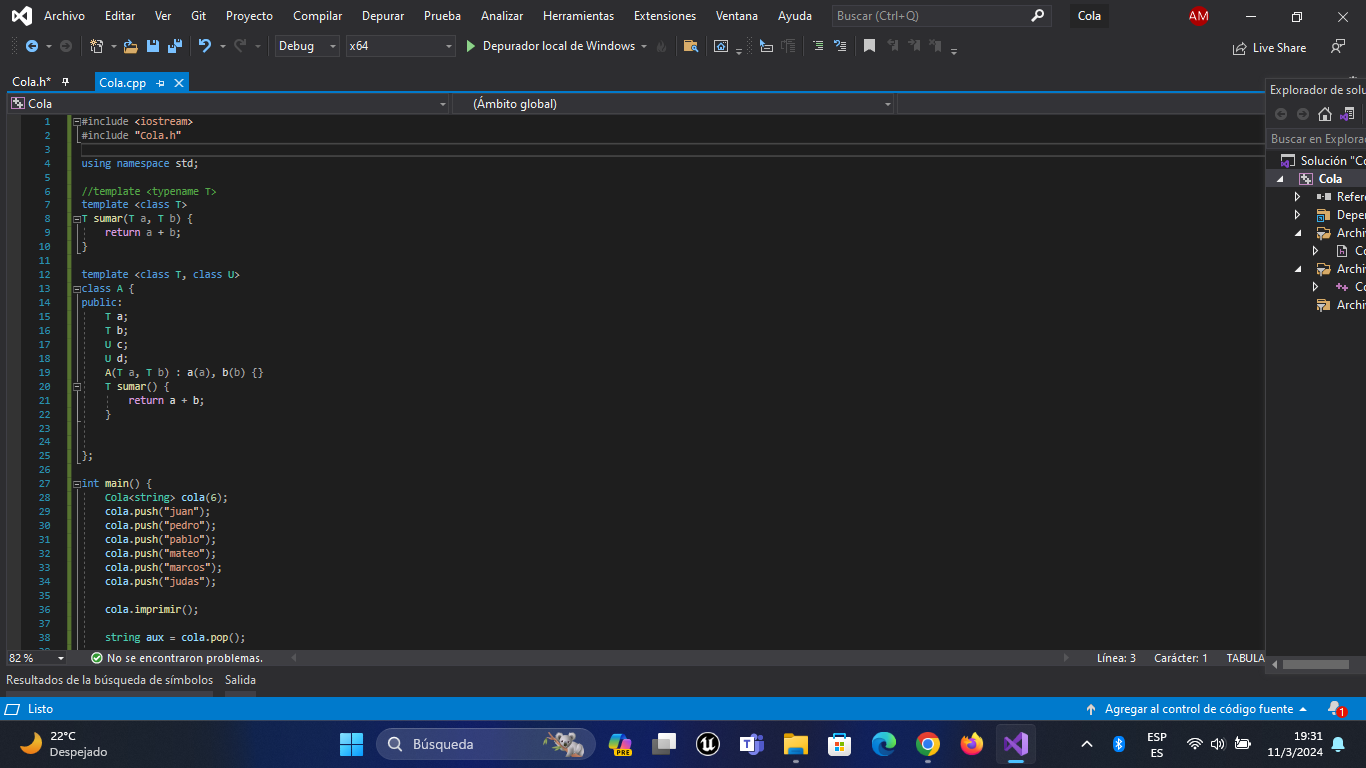 Archivo Editar Ver Git Proyecto Compilar Depurar Prueba Analizar Herramientas Extensiones Ventana Ayuda Buscar (Ctrl+Q) Cola AM
Debug x64 Depurador local de Windows Live Share
Cola.h* Cola.cpp
Cola (Ámbito global)
1 #include <iostream>
2 #include "Cola.h"
3
4 using namespace std;
5
6 //template <typename T>
7 template <class T>
8 T sumar(T a, T b) {
9 return a + b;
10 }
11
12 template <class T, class U>
13 class A {
14 public:
15 T a;
16 T b;
17 U c;
18 U d;
19 A(T a, T b) : a(a), b(b) {}
20 T sumar() {
21 return a + b;
22 }
23
24
25 };
26
27 int main() {
28 Cola<string> cola(6);
29 cola.push("juan");
30 cola.push("pedro");
31 cola.push("pablo");
32 cola.push("mateo");
33 cola.push("marcos");
34 cola.push("judas");
35
36 cola.imprimir();
37
38 string aux = cola.pop();
Explorador de solu
Buscar en Explora
Solución "Co
Cola
Refer
Depe
Archi
Co
Archi
Co
Archi
82 % No se encontraron problemas. Línea: 3 Carácter: 1 TABULA
Resultados de la búsqueda de símbolos Salida
Listo Agregar al control de código fuente 1
22°C
Despejado
Búsqueda
PRE
ESP
ES
19:31
11/3/2024